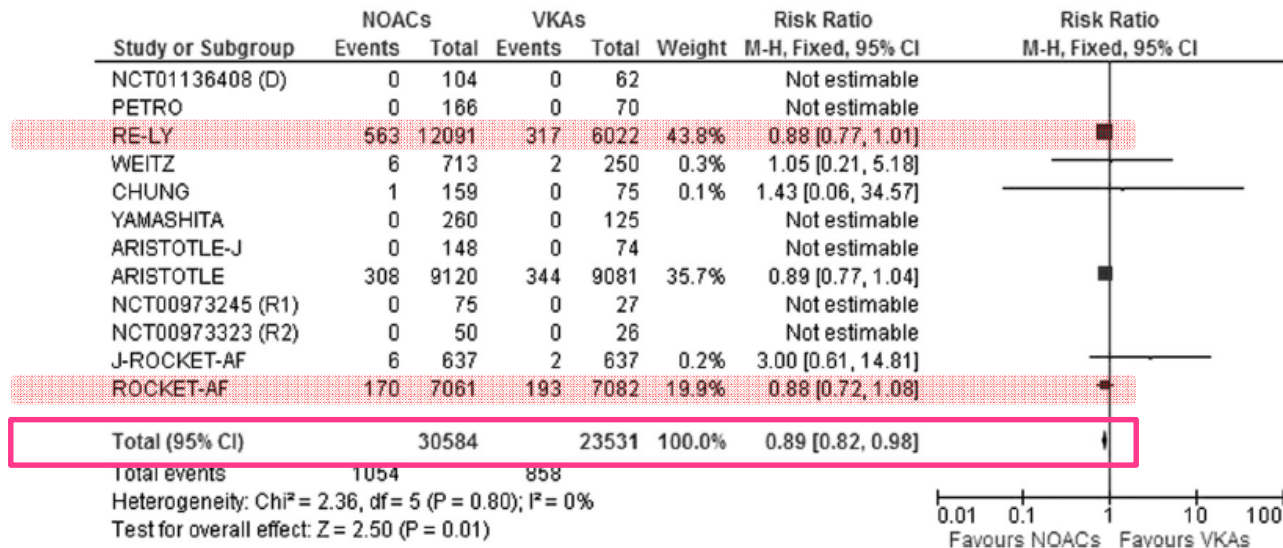 NOACs VKAs Risk Ratio Risk Ratio
Study or Subgroup Events Total Events Total Weight M-H, Fixed, 95% CI M-H, Fixed, 95% CI
NCT01136408 (D) 0 104 0 62 Not estimable
PETRO 0 166 0 70 Not estimable
RE-LY 563 12091 317 6022 43.8% 0.88 [0.77, 1.01]
WEITZ 6 713 2 250 0.3% 1.05 [0.21, 5.18]
CHUNG 1 159 0 75 0.1% 1.43 [0.06, 34.57]
YAMASHITA 0 260 0 125 Not estimable
ARISTOTLE-J 0 148 0 74 Not estimable
ARISTOTLE 308 9120 344 9081 35.7% 0.89 [0.77, 1.04]
NCT00973245 (R1) 0 75 0 27 Not estimable
NCT00973323 (R2) 0 50 0 26 Not estimable
J-ROCKET-AF 6 637 2 637 0.2% 3.00 [0.61, 14.81]
ROCKET-AF 170 7061 193 7082 19.9% 0.88 [0.72, 1.08]
Total (95% CI) 30584 23531 100.0% 0.89 [0.82, 0.98]
Total events 1054 858
Heterogeneity: Chi² = 2.36, df = 5 (P = 0.80); I² = 0%
Test for overall effect: Z = 2.50 (P = 0.01)
0.01 0.1 1 10 100
Favours NOACs Favours VKAs